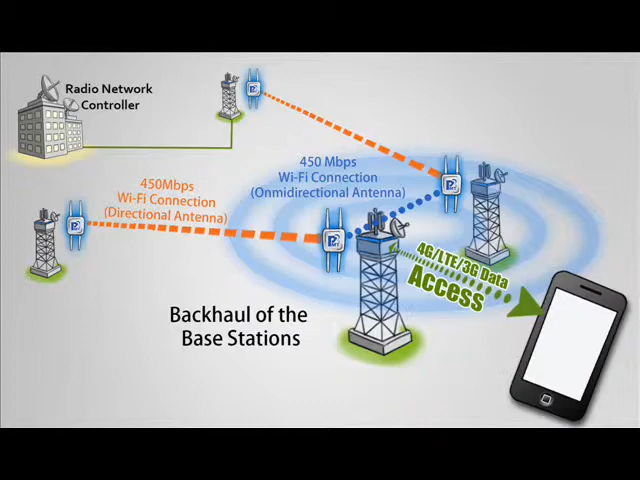 Radio Network
Controller
450 Mbps
Wi-Fi Connection
(Onmidirectional Antenna)
450Mbps
Wi-Fi Connection
(Directional Antenna)
4G/LTE/3G Data
Access
Backhaul of the
Base Stations